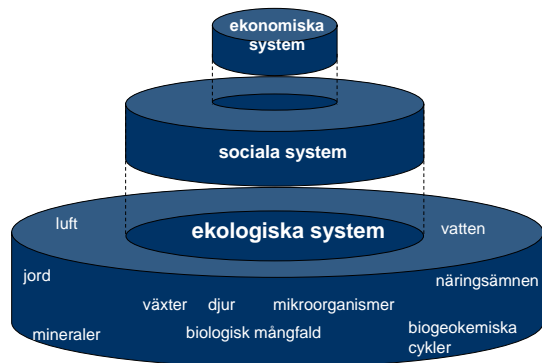 ekonomiska
system
sociala system
luft
ekologiska system
vatten
jord
näringsämnen
växter djur mikroorganismer
mineraler
biologisk mångfald
biogeokemiska
cykler